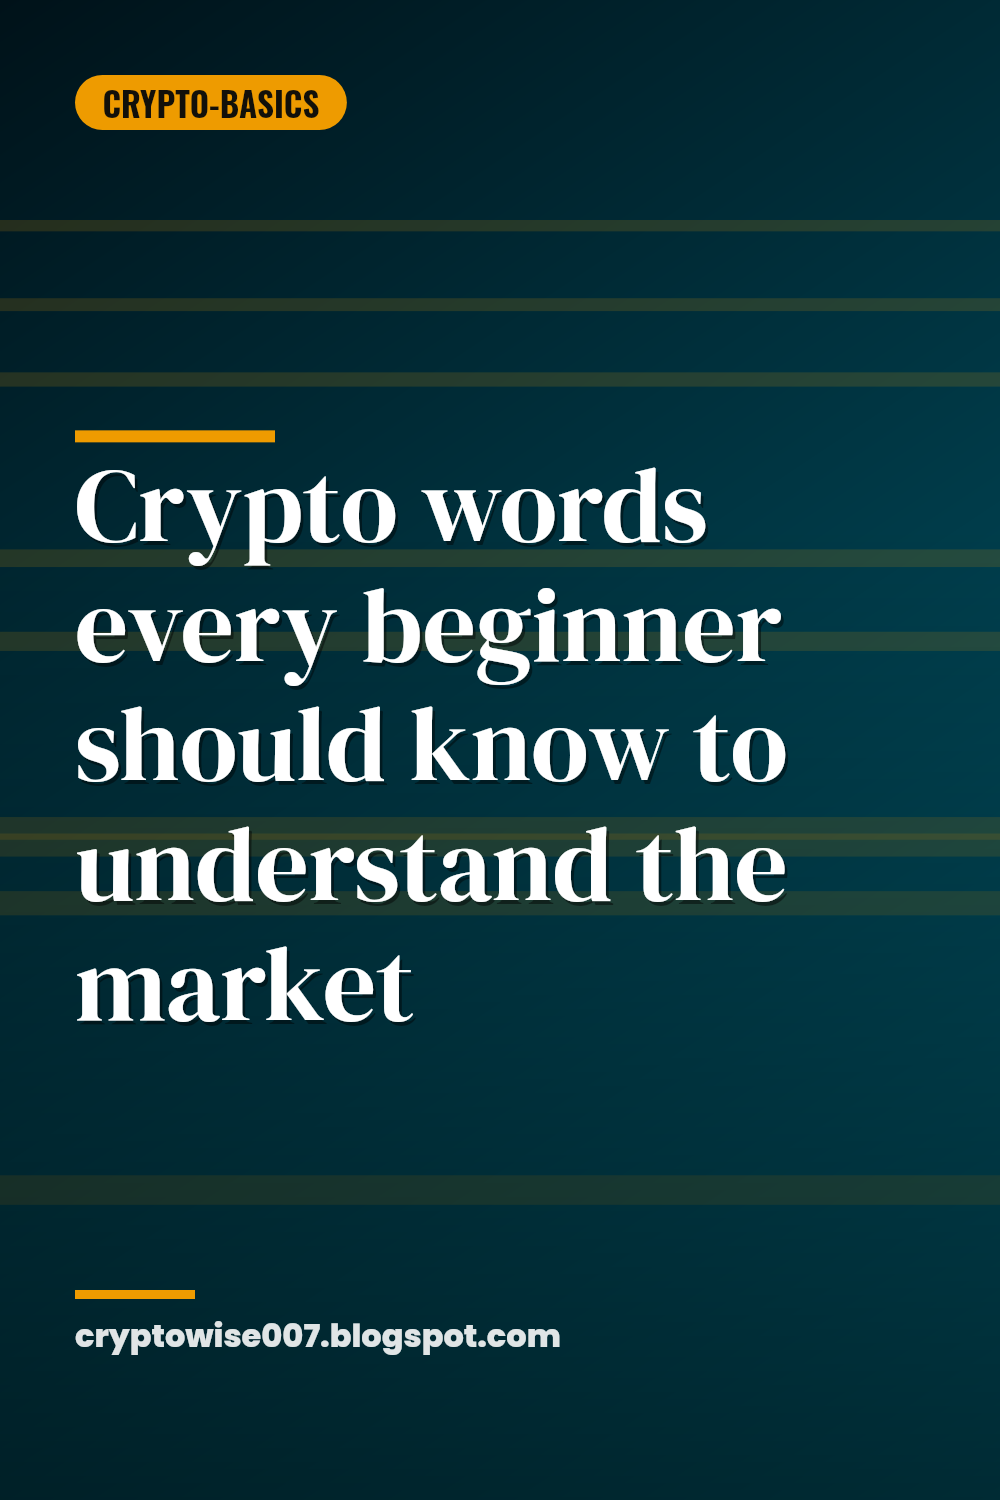 CRYPTO-BASICS
Crypto words
every beginner
should know to
understand the
market
cryptowise007.blogspot.com